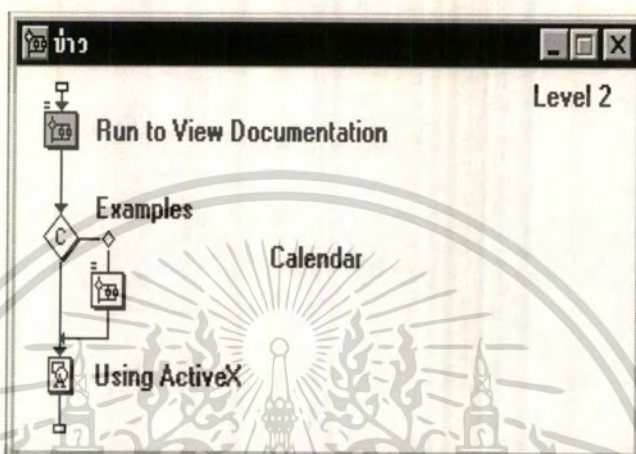 ข่าว
Level 2
Run to View Documentation
Examples
C
Calendar
Using ActiveX